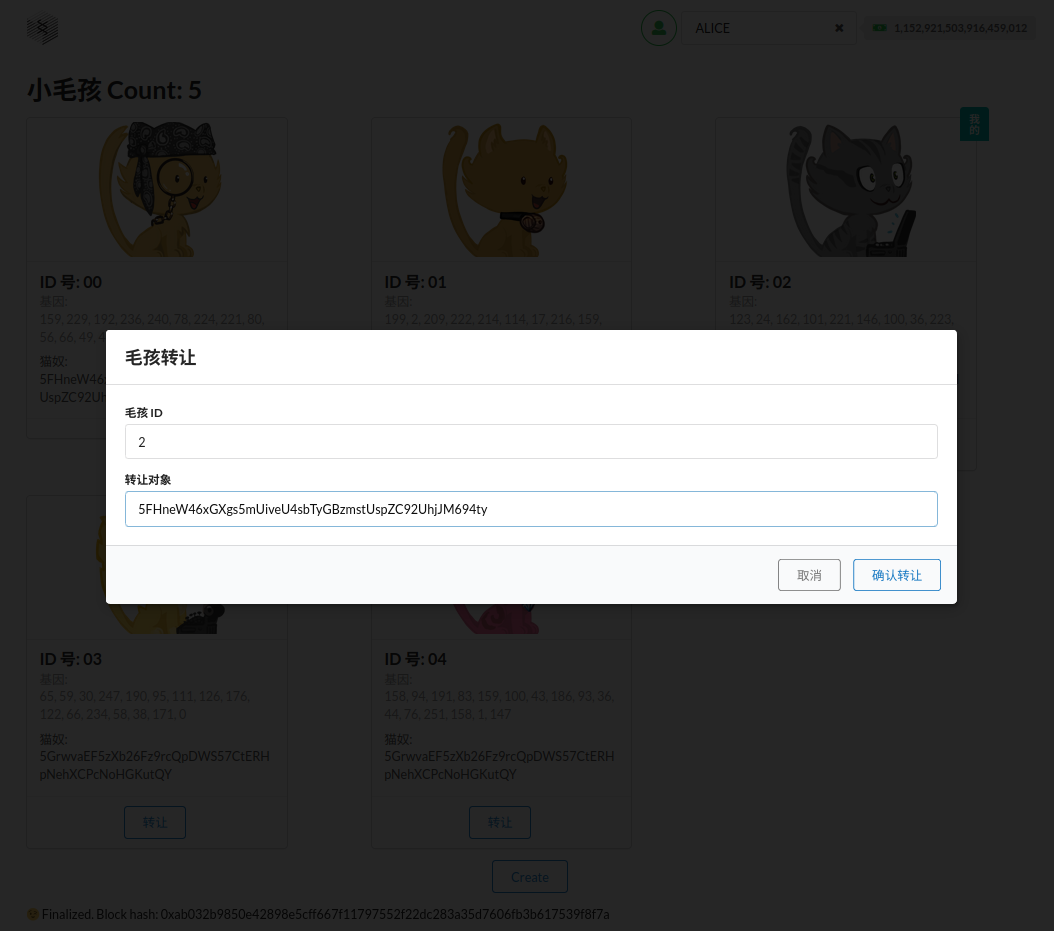 ALICE
1,152,921,503,916,459,012
小毛孩 Count: 5
我的
ID 号: 00
基因:
159, 229, 192, 236, 240, 78, 224, 221, 80,
56, 66, 49, 4
猫奴:
5FHneW46
UspZC92Uh
ID 号: 01
基因:
199, 2, 209, 222, 214, 114, 17, 216, 159,
ID 号: 02
基因:
123, 24, 162, 101, 221, 146, 100, 36, 223,
毛孩转让
毛孩 ID
2
转让对象
5FHneW46xGXgs5mUiveU4sbTyGBzmstUspZC92UhjJM694ty
取消
确认转让
ID 号: 03
基因:
65, 59, 30, 247, 190, 95, 111, 126, 176,
122, 66, 234, 58, 38, 171, 0
猫奴:
5GrwvaEF5zXb26Fz9rcQpDWS57CtERH
pNehXCPcNoHGKutQY
转让
ID 号: 04
基因:
158, 94, 191, 83, 159, 100, 43, 186, 93, 36,
44, 76, 251, 158, 1, 147
猫奴:
5GrwvaEF5zXb26Fz9rcQpDWS57CtERH
pNehXCPcNoHGKutQY
转让
Create
Finalized. Block hash: 0xab032b9850e42898e5cff667f11797552f22dc283a35d7606fb3b617539f8f7a